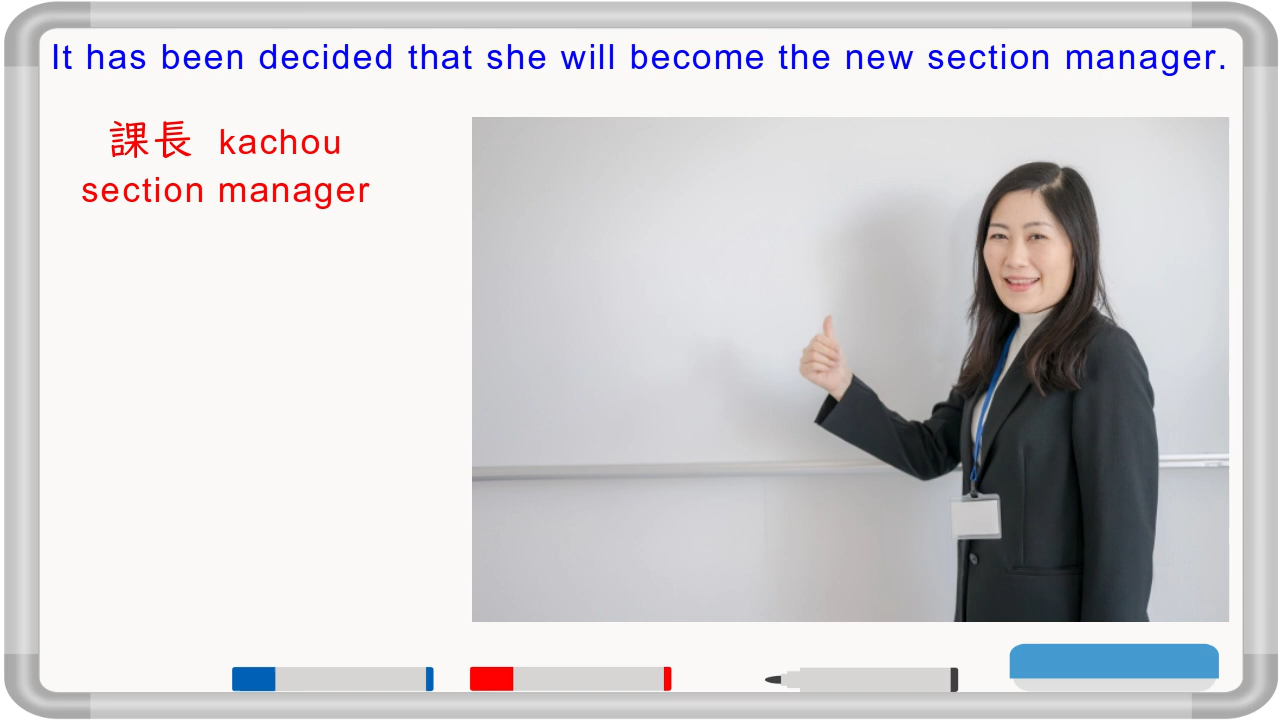 It has been decided that she will become the new section manager.
課長 kachou
section manager